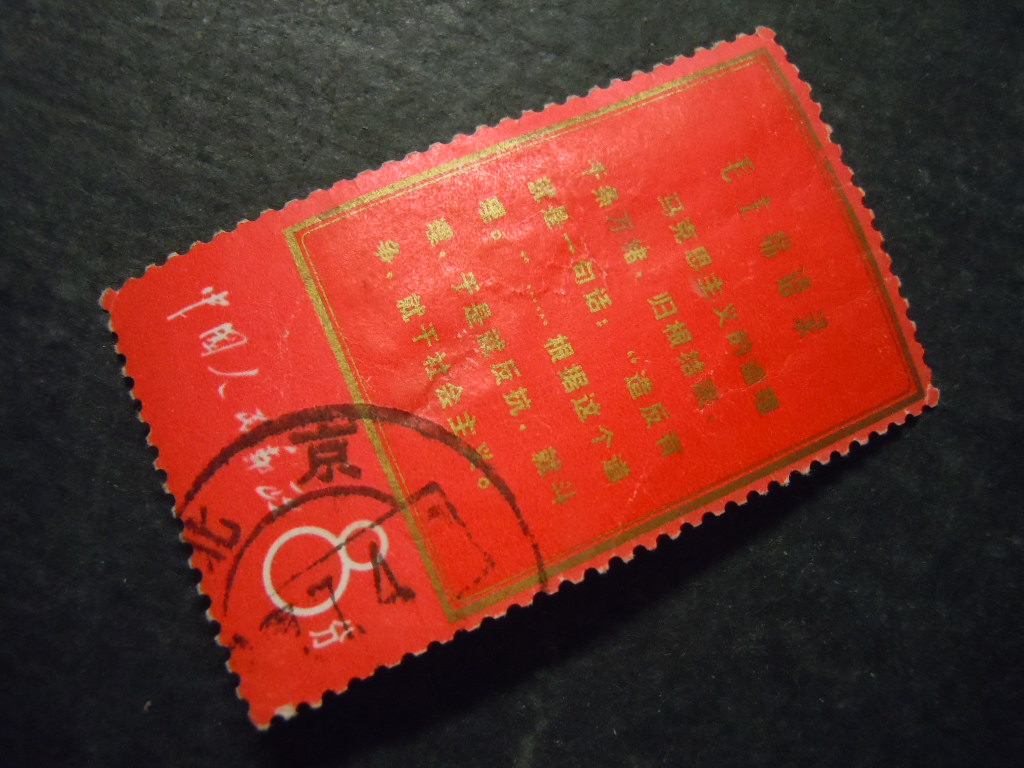 毛主席语录
马克思主义的道理
千条万绪,归根结底,
就是一句话:“造反有
理。”……根据这个道
理,于是就反抗,就斗
争,就干社会主义。
中國人民邮政
8分
北京